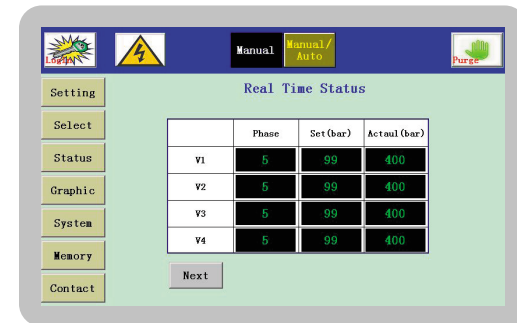 Login
Manual
Manual/
Auto
Purge
Setting
Select
Status
Graphic
System
Memory
Contact
Real Time Status
Phase Set(bar) Actaul(bar)
V1 5 99 400
V2 5 99 400
V3 5 99 400
V4 5 99 400
Next